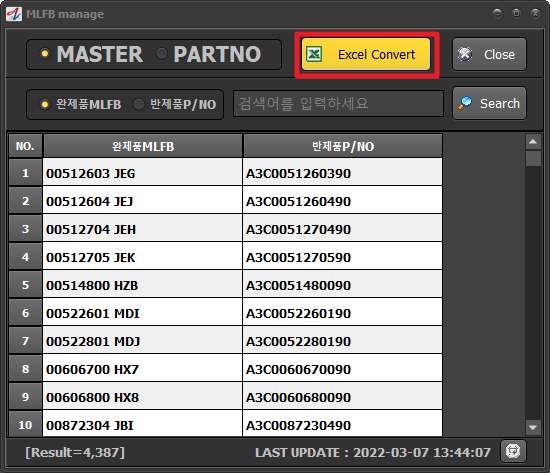 MLFB manage
MASTER PARTNO Excel Convert Close
완제품MLFB 반제품P/NO 검색어를 입력하세요 Search
NO. 완제품MLFB 반제품P/NO
1 00512603 JEG A3C0051260390
2 00512604 JEJ A3C0051260490
3 00512704 JEH A3C0051270490
4 00512705 JEK A3C0051270590
5 00514800 HZB A3C0051480090
6 00522601 MDI A3C0052260190
7 00522801 MDJ A3C0052280190
8 00606700 HX7 A3C0060670090
9 00606800 HX8 A3C0060680090
10 00872304 JBI A3C0087230490
[Result=4,387] LAST UPDATE : 2022-03-07 13:44:07